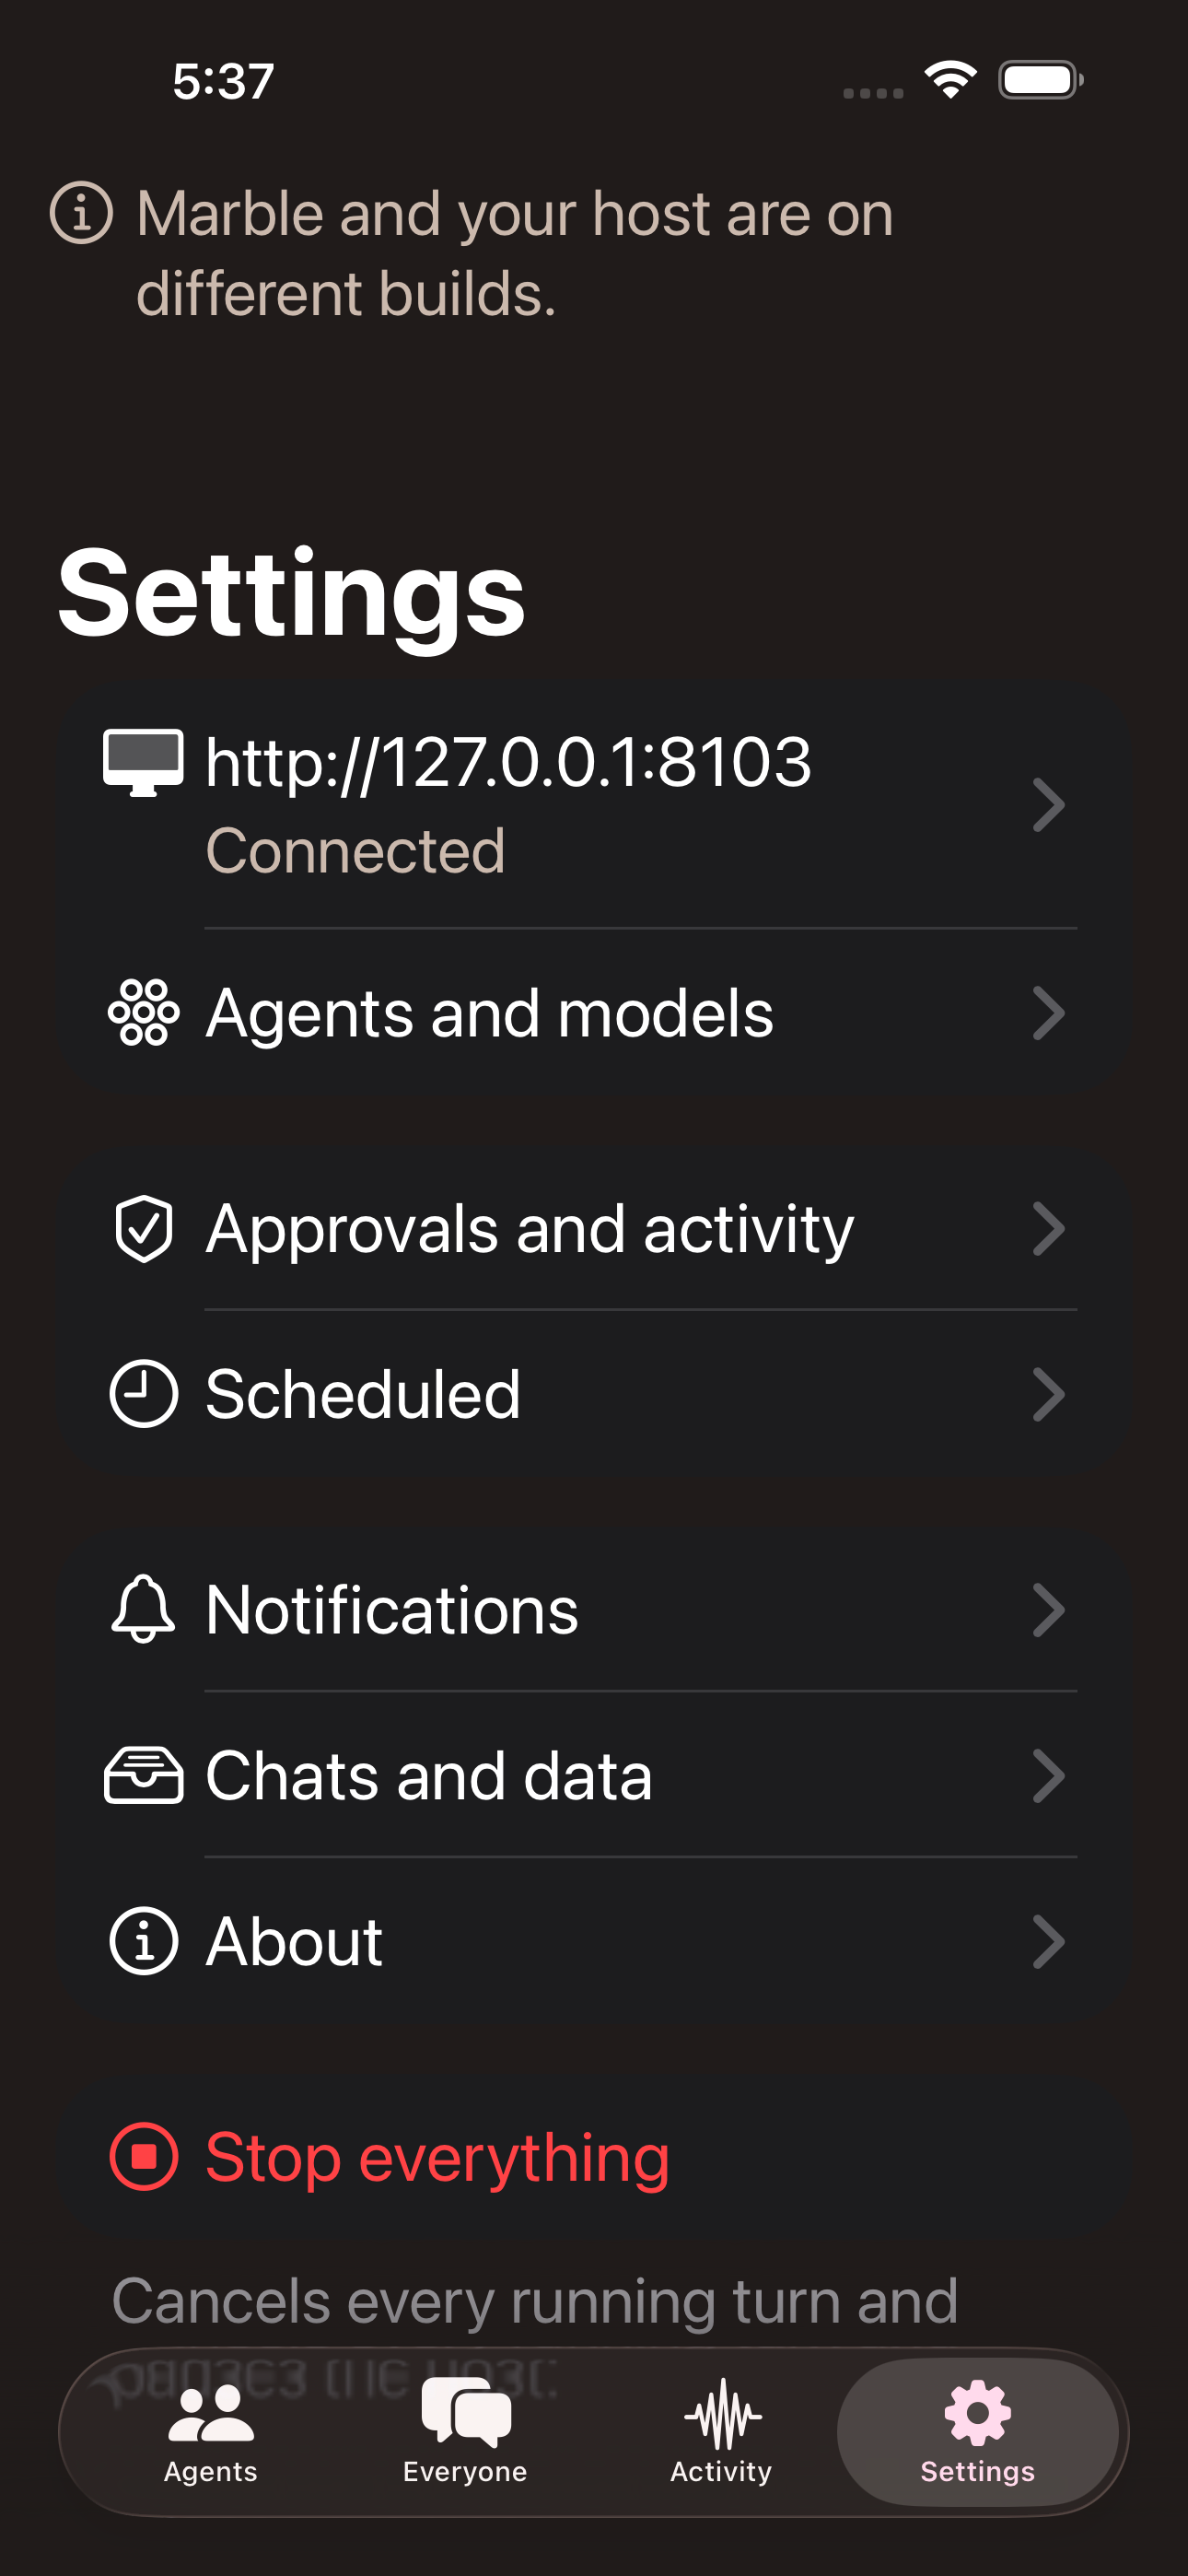 5:37
Marble and your host are on
different builds.
Settings
http://127.0.0.1:8103
Connected
Agents and models
Approvals and activity
Scheduled
Notifications
Chats and data
About
Stop everything
Cancels every running turn and
Agents
Everyone
Activity
Settings